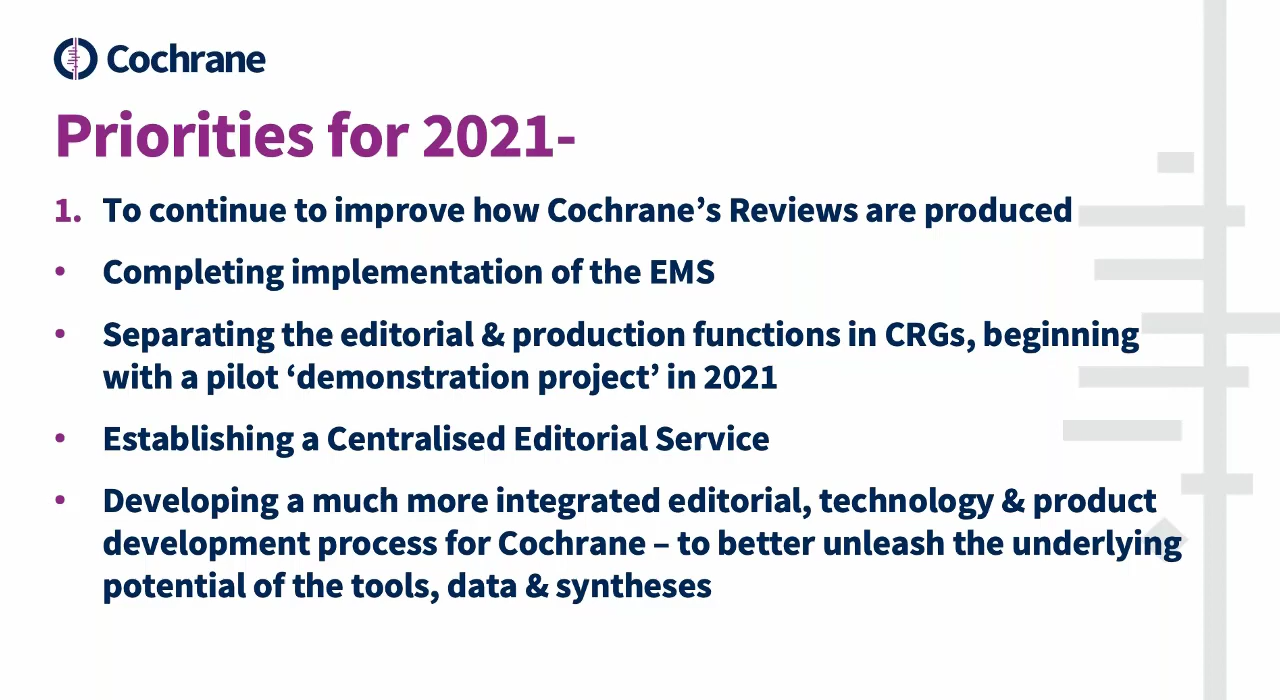 Cochrane
Priorities for 2021-
1. To continue to improve how Cochrane’s Reviews are produced
• Completing implementation of the EMS
• Separating the editorial & production functions in CRGs, beginning
with a pilot ‘demonstration project’ in 2021
• Establishing a Centralised Editorial Service
• Developing a much more integrated editorial, technology & product
development process for Cochrane – to better unleash the underlying
potential of the tools, data & syntheses